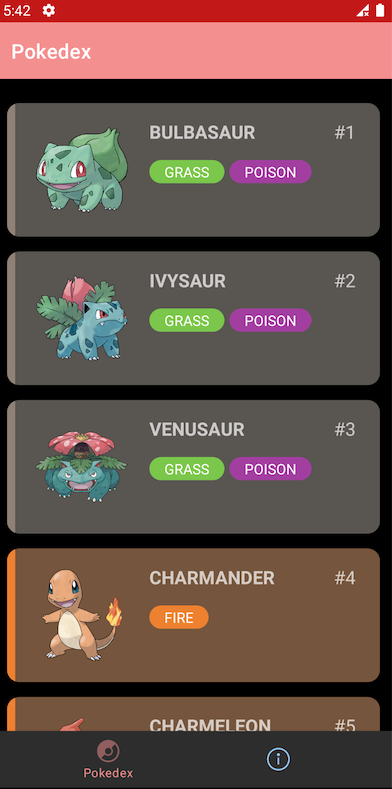 5:42
Pokedex
BULBASAUR #1
GRASS POISON
IVYSAUR #2
GRASS POISON
VENUSAUR #3
GRASS POISON
CHARMANDER #4
FIRE
CHARMELEON #5
Pokedex